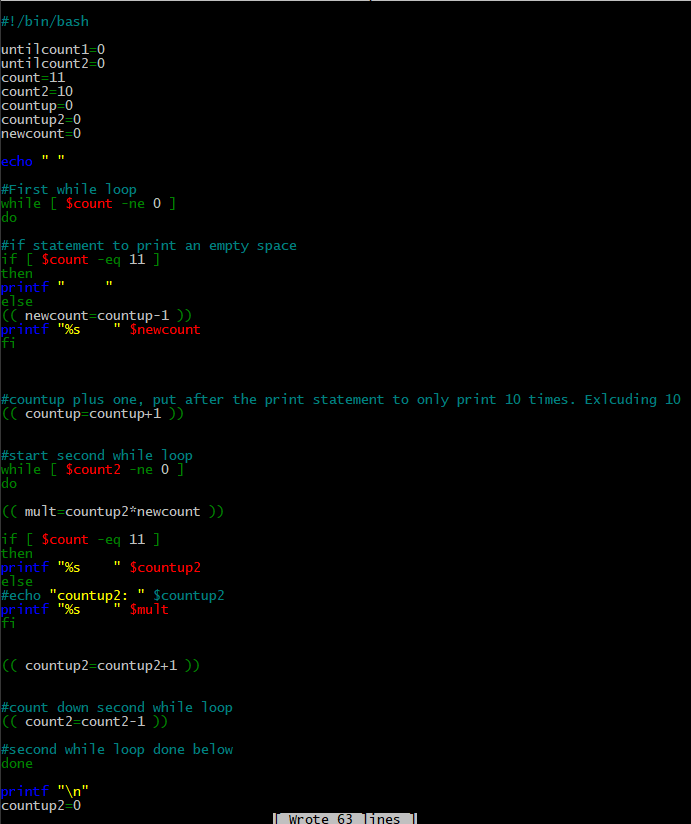 #!/bin/bash

untilcount1=0
untilcount2=0
count=11
count2=10
countup=0
countup2=0
newcount=0

echo " "

#First while loop
while [ $count -ne 0 ]
do

#if statement to print an empty space
if [ $count -eq 11 ]
then
printf "     "
else
(( newcount=countup-1 ))
printf "%s    " $newcount
fi

#countup plus one, put after the print statement to only print 10 times. Exlcuding 10
(( countup=countup+1 ))

#start second while loop
while [ $count2 -ne 0 ]
do

(( mult=countup2*newcount ))

if [ $count -eq 11 ]
then
printf "%s    " $countup2
else
#echo "countup2: " $countup2
printf "%s    " $mult
fi

(( countup2=countup2+1 ))

#count down second while loop
(( count2=count2-1 ))

#second while loop done below
done

printf "\n"
countup2=0
[ Wrote 63 lines ]